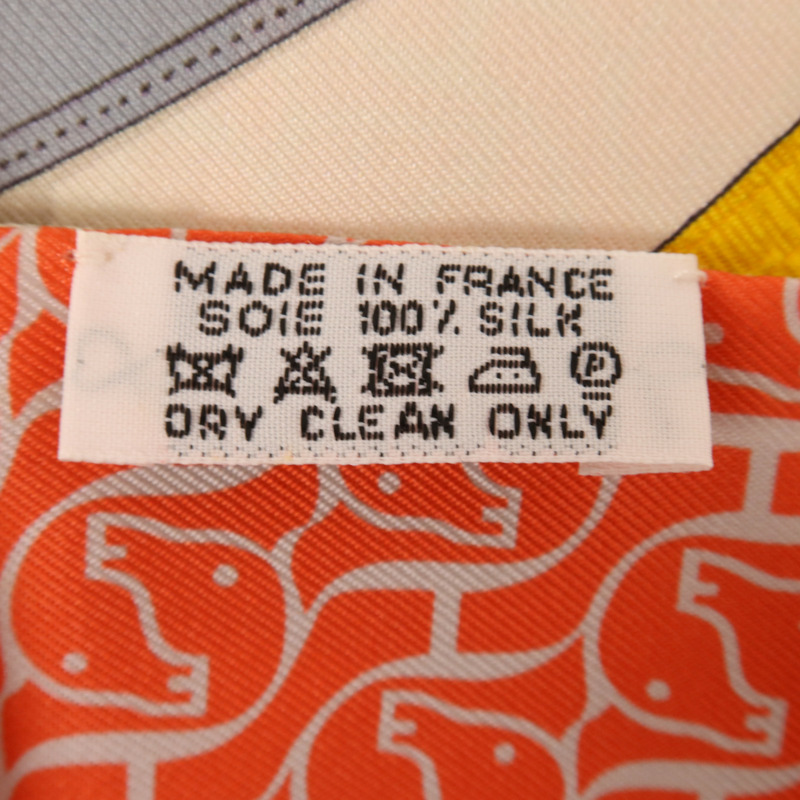 MADE IN FRANCE
SOIE 100% SILK
P
DRY CLEAN ONLY